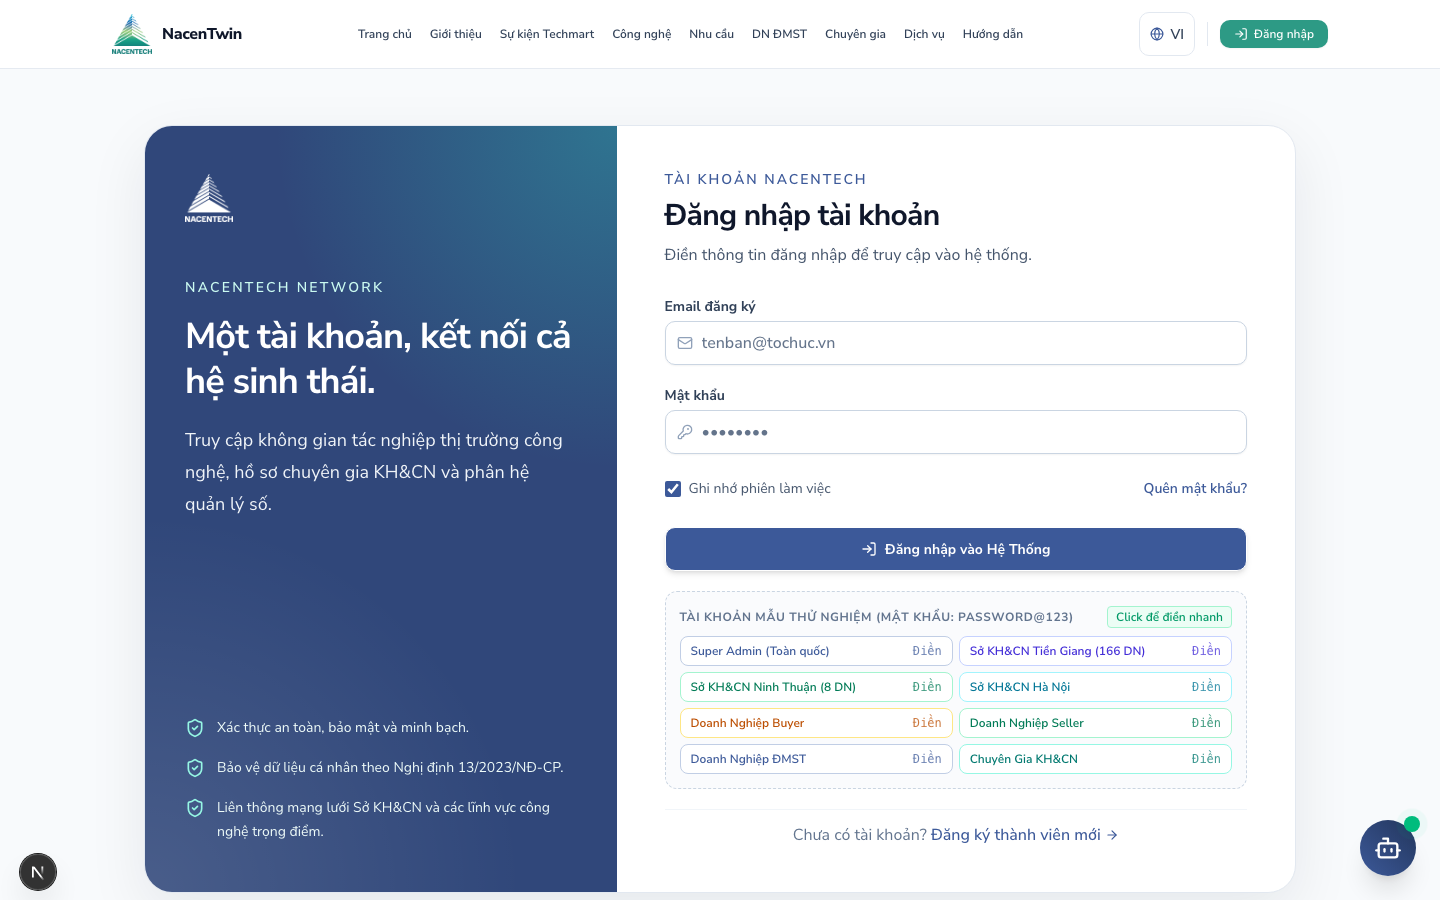 NACENTECH
NacenTwin
Trang chủ
Giới thiệu
Sự kiện Techmart
Công nghệ
Nhu cầu
DN ĐMST
Chuyên gia
Dịch vụ
Hướng dẫn
VI
Đăng nhập
NACENTECH
NACENTECH NETWORK
Một tài khoản, kết nối cả
hệ sinh thái.
Truy cập không gian tác nghiệp thị trường công
nghệ, hồ sơ chuyên gia KH&CN và phân hệ
quản lý số.
Xác thực an toàn, bảo mật và minh bạch.
Bảo vệ dữ liệu cá nhân theo Nghị định 13/2023/NĐ-CP.
Liên thông mạng lưới Sở KH&CN và các lĩnh vực công
nghệ trọng điểm.
TÀI KHOẢN NACENTECH
Đăng nhập tài khoản
Điền thông tin đăng nhập để truy cập vào hệ thống.
Email đăng ký
tenban@tochuc.vn
Mật khẩu
••••••••
Ghi nhớ phiên làm việc
Quên mật khẩu?
Đăng nhập vào Hệ Thống
TÀI KHOẢN MẪU THỬ NGHIỆM (MẬT KHẨU: PASSWORD@123)
Click để điền nhanh
Super Admin (Toàn quốc) Điền
Sở KH&CN Tiền Giang (166 DN) Điền
Sở KH&CN Ninh Thuận (8 DN) Điền
Sở KH&CN Hà Nội Điền
Doanh Nghiệp Buyer Điền
Doanh Nghiệp Seller Điền
Doanh Nghiệp ĐMST Điền
Chuyên Gia KH&CN Điền
Chưa có tài khoản? Đăng ký thành viên mới →
N